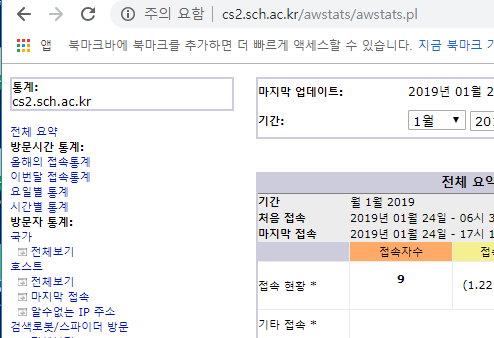 주의 요함 | cs2.sch.ac.kr/awstats/awstats.pl
앱 북마크바에 북마크를 추가하면 더 빠르게 액세스할 수 있습니다. 지금 북마크
통계:
cs2.sch.ac.kr
마지막 업데이트: 2019년 01월 2
기간: 1월 201
전체 요약
방문시간 통계:
올해의 접속통계
이번달 접속통계
요일별 통계
시간별 통계
방문자 통계:
국가
전체보기
호스트
전체보기
마지막 접속
알수없는 IP 주소
검색로봇/스파이더 방문
전체 요약
기간 월 1월 2019
처음 접속 2019년 01월 24일 - 06시 3
마지막 접속 2019년 01월 24일 - 17시 1
접속자수 접속
접속 현황 * 9 (1.22
기타 접속 *